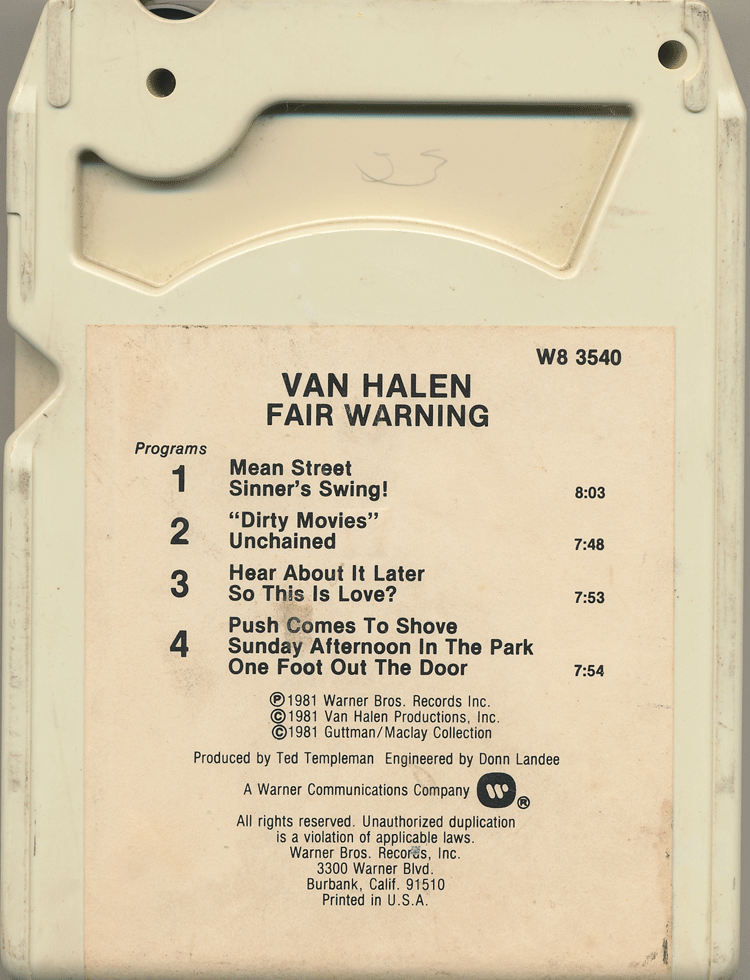 W8 3540
VAN HALEN
FAIR WARNING
Programs
1 Mean Street
Sinner's Swing! 8:03
2 “Dirty Movies”
Unchained 7:48
3 Hear About It Later
So This Is Love? 7:53
4 Push Comes To Shove
Sunday Afternoon In The Park
One Foot Out The Door 7:54
℗1981 Warner Bros. Records Inc.
©1981 Van Halen Productions, Inc.
©1981 Guttman/Maclay Collection
Produced by Ted Templeman Engineered by Donn Landee
A Warner Communications Company ®
All rights reserved. Unauthorized duplication
is a violation of applicable laws.
Warner Bros. Records, Inc.
3300 Warner Blvd.
Burbank, Calif. 91510
Printed in U.S.A.